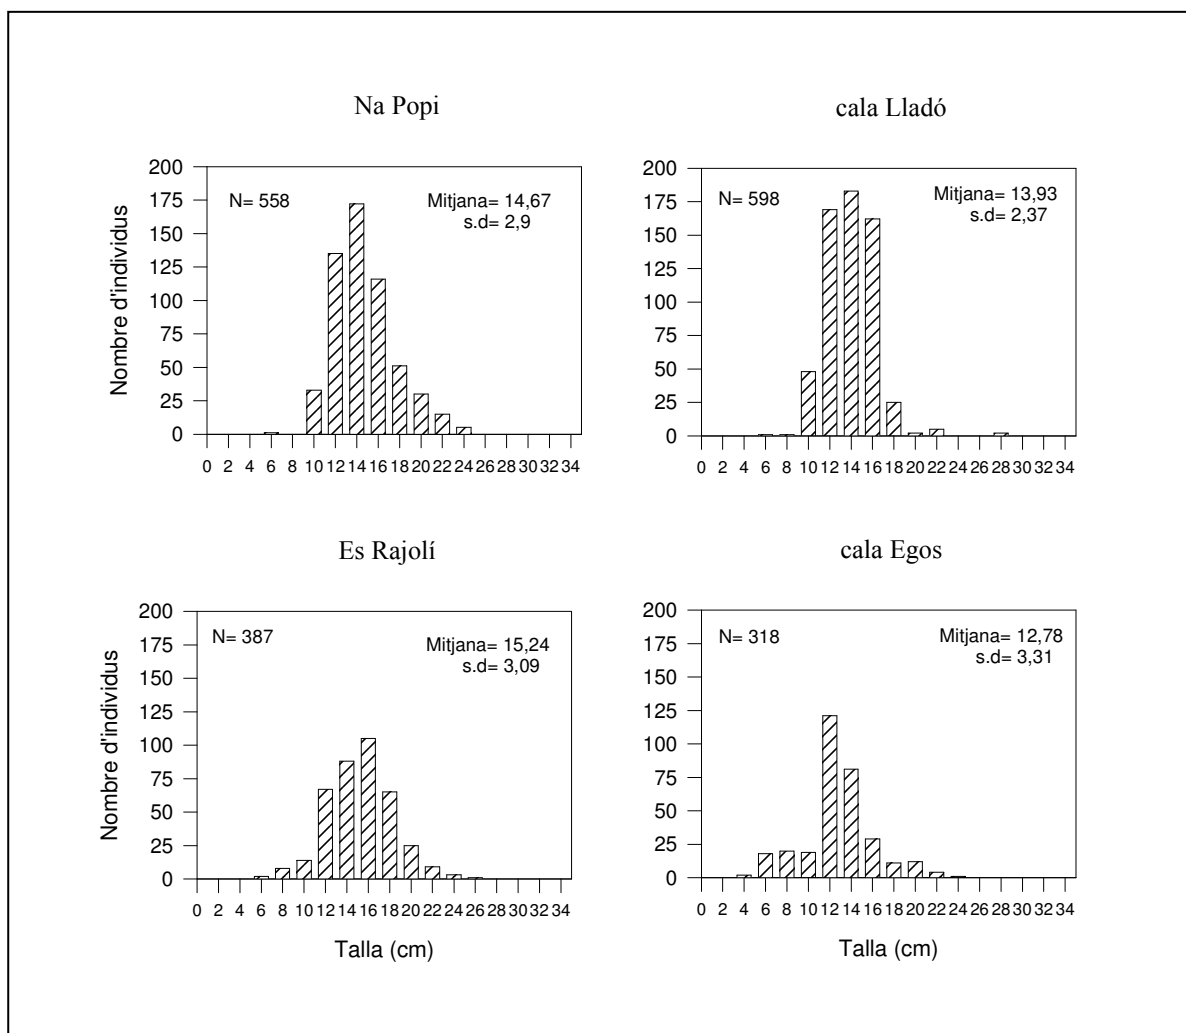 Na Popi
cala Lladó
Nombre d'individus
200
175
150
125
100
75
50
25
0
N= 558
Mitjana= 14,67
s.d= 2,9
0 2 4 6 8 10 12 14 16 18 20 22 24 26 28 30 32 34
200
175
150
125
100
75
50
25
0
N= 598
Mitjana= 13,93
s.d= 2,37
0 2 4 6 8 10 12 14 16 18 20 22 24 26 28 30 32 34
Es Rajolí
cala Egos
Nombre d'individus
200
175
150
125
100
75
50
25
0
N= 387
Mitjana= 15,24
s.d= 3,09
0 2 4 6 8 10 12 14 16 18 20 22 24 26 28 30 32 34
Talla (cm)
200
175
150
125
100
75
50
25
0
N= 318
Mitjana= 12,78
s.d= 3,31
0 2 4 6 8 10 12 14 16 18 20 22 24 26 28 30 32 34
Talla (cm)